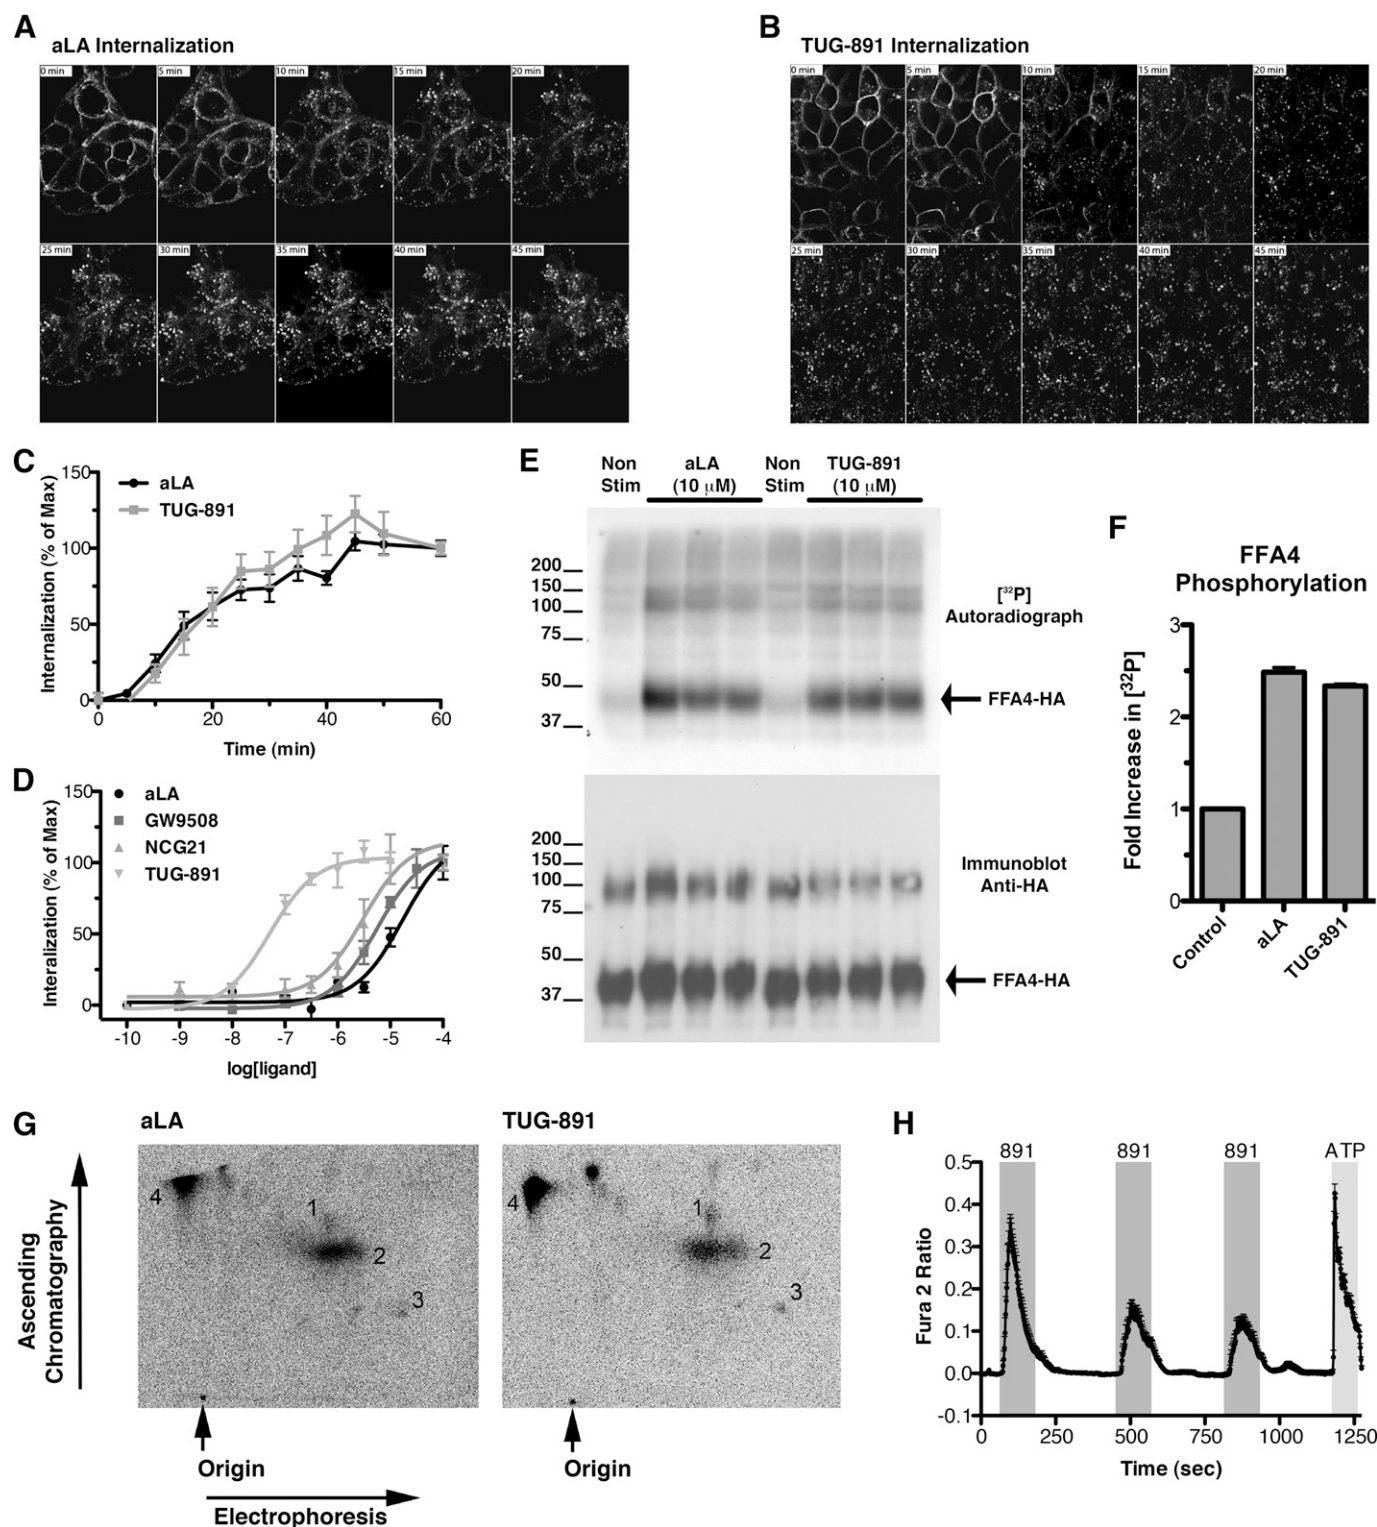 A
aLA Internalization
0 min
5 min
10 min
15 min
20 min
25 min
30 min
35 min
40 min
45 min
B
TUG-891 Internalization
0 min
5 min
10 min
15 min
20 min
25 min
30 min
35 min
40 min
45 min
C
Internalization (% of Max)
150
100
50
0
aLA
TUG-891
0 20 40 60
Time (min)
D
Interalization (% of Max)
150
100
50
0
aLA
GW9508
NCG21
TUG-891
-10 -9 -8 -7 -6 -5 -4
log[ligand]
E
Non Stim
aLA (10 µM)
Non Stim
TUG-891 (10 µM)
200
150
100
75
50
37
[32P]
Autoradiograph
FFA4-HA
200
150
100
75
50
37
Immunoblot
Anti-HA
FFA4-HA
F
FFA4
Phosphorylation
Fold Increase in [32P]
3
2
1
0
Control
aLA
TUG-891
G
aLA
TUG-891
Ascending
Chromatography
4
1
2
3
4
1
2
3
Origin
Origin
Electrophoresis
H
891 891 891 ATP
Fura 2 Ratio
0.5
0.4
0.3
0.2
0.1
0.0
-0.1
0 250 500 750 1000 1250
Time (sec)